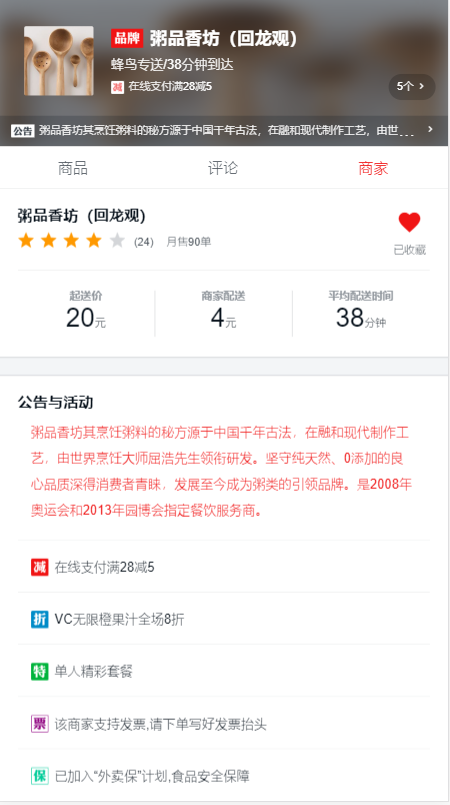 品牌 粥品香坊（回龙观）
蜂鸟专送/38分钟到达
减 在线支付满28减5
5个 >
公告 粥品香坊其烹饪粥料的秘方源于中国千年古法，在融和现代制作工艺，由世... >
商品 评论 商家
粥品香坊（回龙观）
(24) 月售90单
已收藏
起送价 商家配送 平均配送时间
20元 4元 38分钟
公告与活动
粥品香坊其烹饪粥料的秘方源于中国千年古法，在融和现代制作工
艺，由世界烹饪大师屈浩先生领衔研发。坚守纯天然、0添加的良
心品质深得消费者青睐，发展至今成为粥类的引领品牌。是2008年
奥运会和2013年园博会指定餐饮服务商。
减 在线支付满28减5
折 VC无限橙果汁全场8折
特 单人精彩套餐
票 该商家支持发票,请下单写好发票抬头
保 已加入“外卖保”计划,食品安全保障